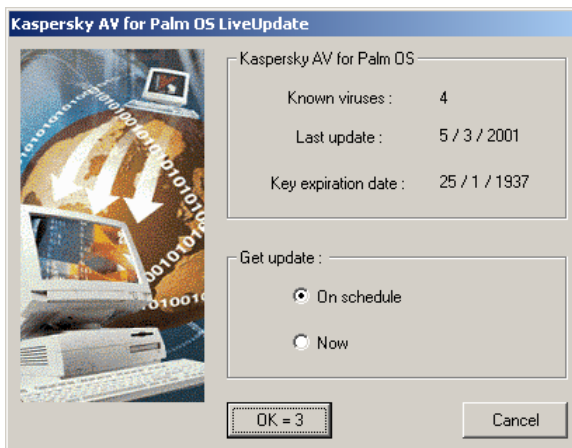 Kaspersky AV for Palm OS LiveUpdate
Kaspersky AV for Palm OS
Known viruses : 4
Last update : 5 / 3 / 2001
Key expiration date : 25 / 1 / 1937
Get update :
On schedule
Now
OK = 3 Cancel